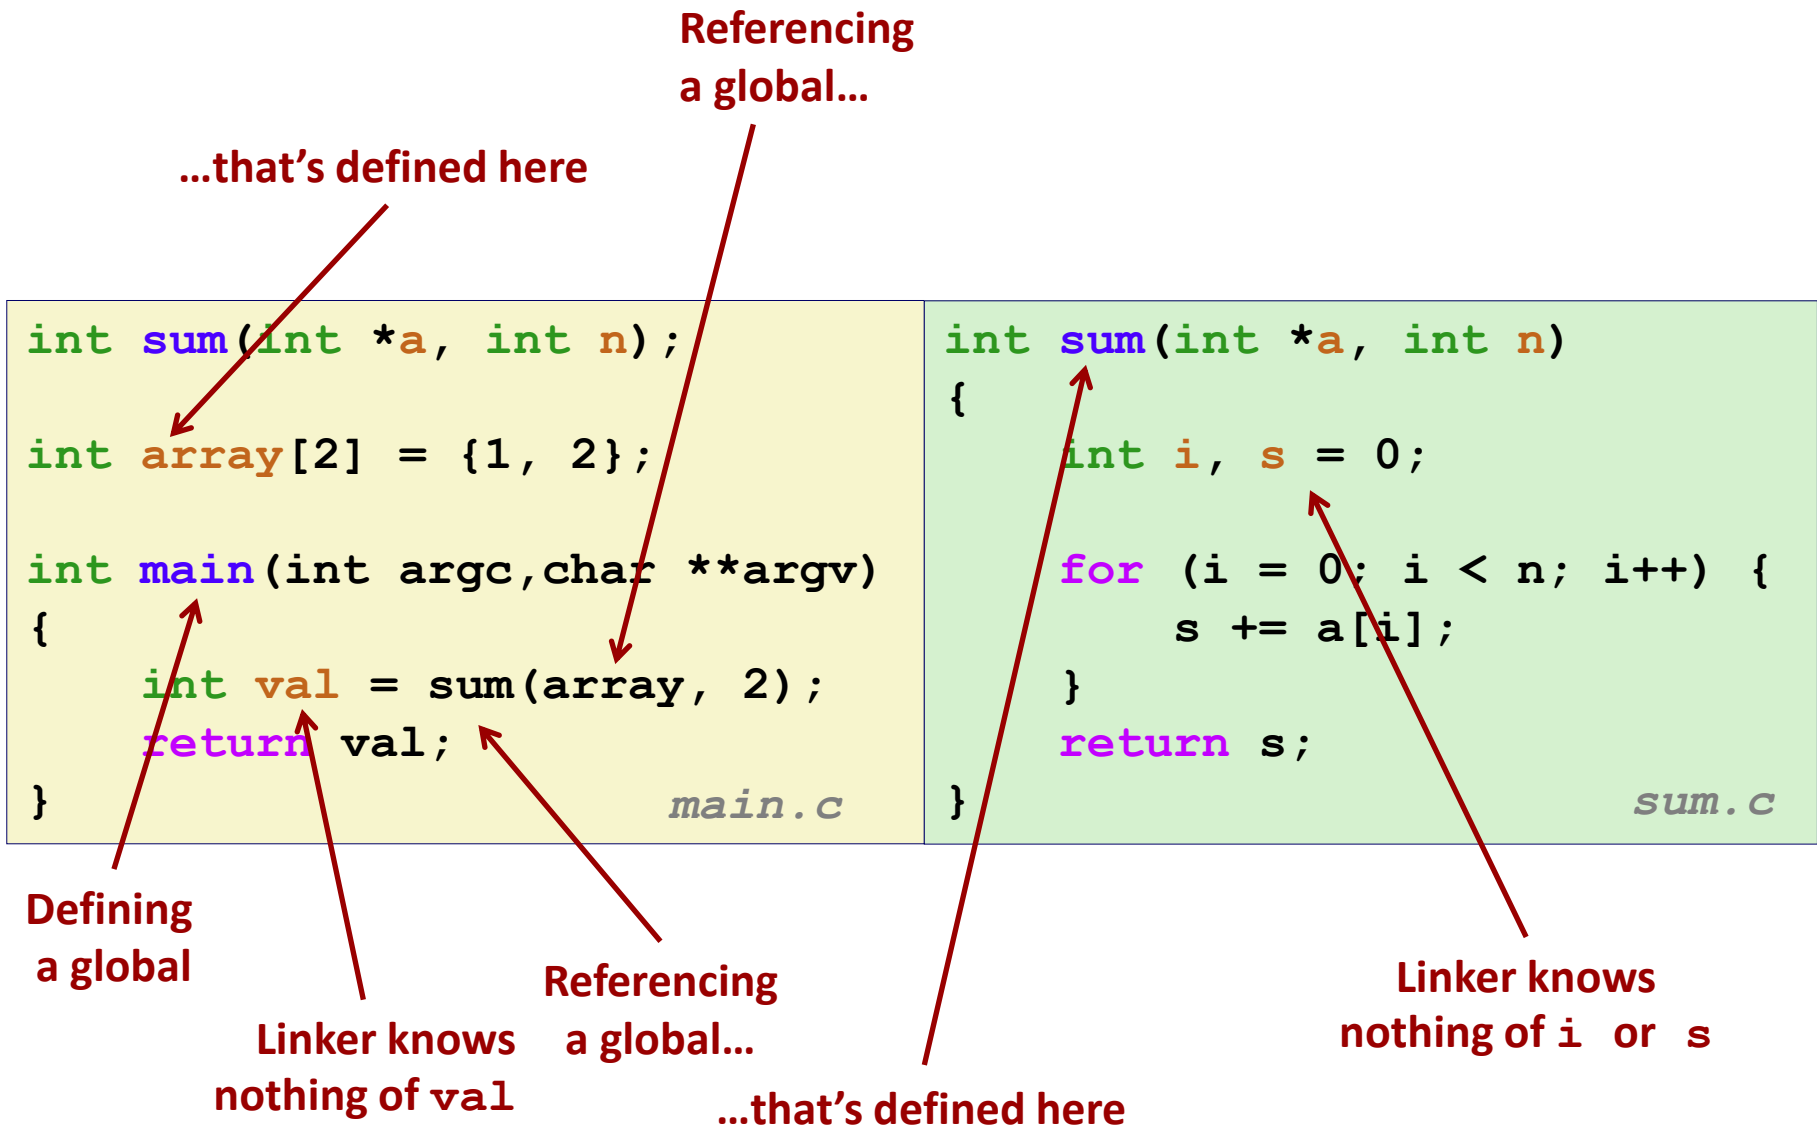 Referencing
a global…
…that’s defined here
int sum(int *a, int n);
int array[2] = {1, 2};
int main(int argc,char **argv)
{
int val = sum(array, 2);
return val;
}
main.c
int sum(int *a, int n)
{
int i, s = 0;
for (i = 0; i < n; i++) {
s += a[i];
}
return s;
}
sum.c
Defining
a global
Linker knows
nothing of val
Referencing
a global…
…that’s defined here
Linker knows
nothing of i or s